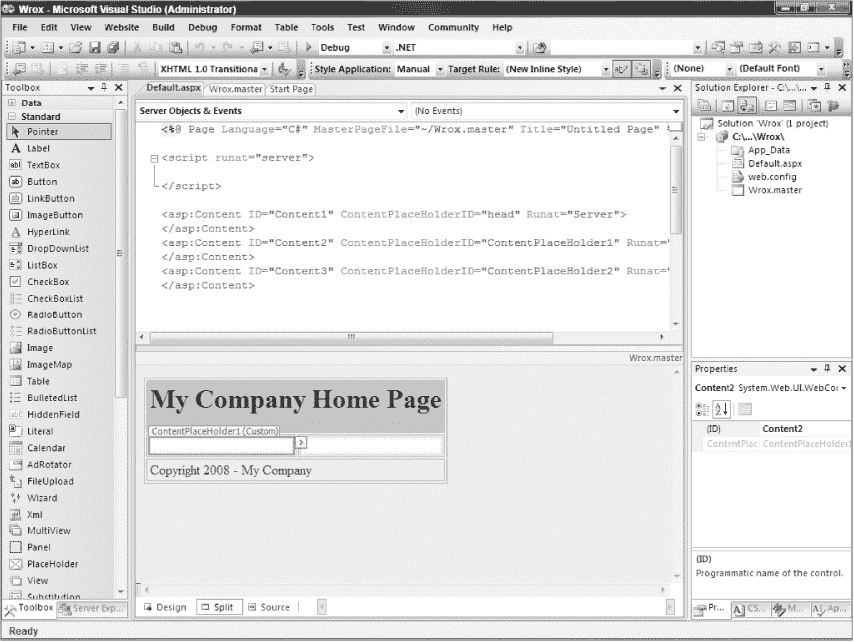 Wrox - Microsoft Visual Studio (Administrator)
File Edit View Website Build Debug Format Table Tools Test Window Community Help
Debug .NET
XHTML 1.0 Transitiona Style Application: Manual Target Rule: (New Inline Style) (None) (Default Font)
Toolbox
Data
Standard
Pointer
Label
TextBox
Button
LinkButton
ImageButton
HyperLink
DropDownList
ListBox
CheckBox
CheckBoxList
RadioButton
RadioButtonList
Image
ImageMap
Table
BulletedList
HiddenField
Literal
Calendar
AdRotator
FileUpload
Wizard
Xml
MultiView
Panel
PlaceHolder
View
Substitution
Toolbox Server Exp...
Default.aspx Wrox.master Start Page
Server Objects & Events (No Events)
<%@ Page Language="C#" MasterPageFile="~/Wrox.master" Title="Untitled Page"
<script runat="server">
</script>
<asp:Content ID="Content1" ContentPlaceHolderID="head" Runat="Server">
</asp:Content>
<asp:Content ID="Content2" ContentPlaceHolderID="ContentPlaceHolder1" Runat="
</asp:Content>
<asp:Content ID="Content3" ContentPlaceHolderID="ContentPlaceHolder2" Runat="
</asp:Content>
Wrox.master
My Company Home Page
ContentPlaceHolder1 (Custom)
Copyright 2008 - My Company
Design Split Source
Solution Explorer - C:\...\...
Solution 'Wrox' (1 project)
C:\...\Wrox\
App_Data
Default.aspx
web.config
Wrox.master
Properties
Content2 System.Web.UI.WebCo
(ID) Content2
ContentPlac ContentPlaceHolder
(ID)
Programmatic name of the control.
Pr... CS... M... Ap...
Ready